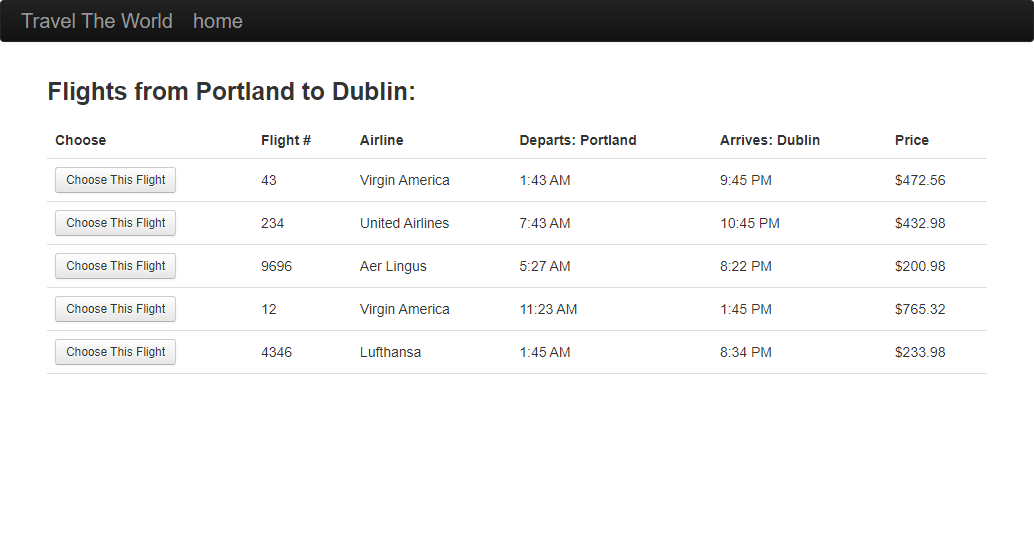 Travel The World home
Flights from Portland to Dublin:
Choose Flight # Airline Departs: Portland Arrives: Dublin Price
Choose This Flight 43 Virgin America 1:43 AM 9:45 PM $472.56
Choose This Flight 234 United Airlines 7:43 AM 10:45 PM $432.98
Choose This Flight 9696 Aer Lingus 5:27 AM 8:22 PM $200.98
Choose This Flight 12 Virgin America 11:23 AM 1:45 PM $765.32
Choose This Flight 4346 Lufthansa 1:45 AM 8:34 PM $233.98